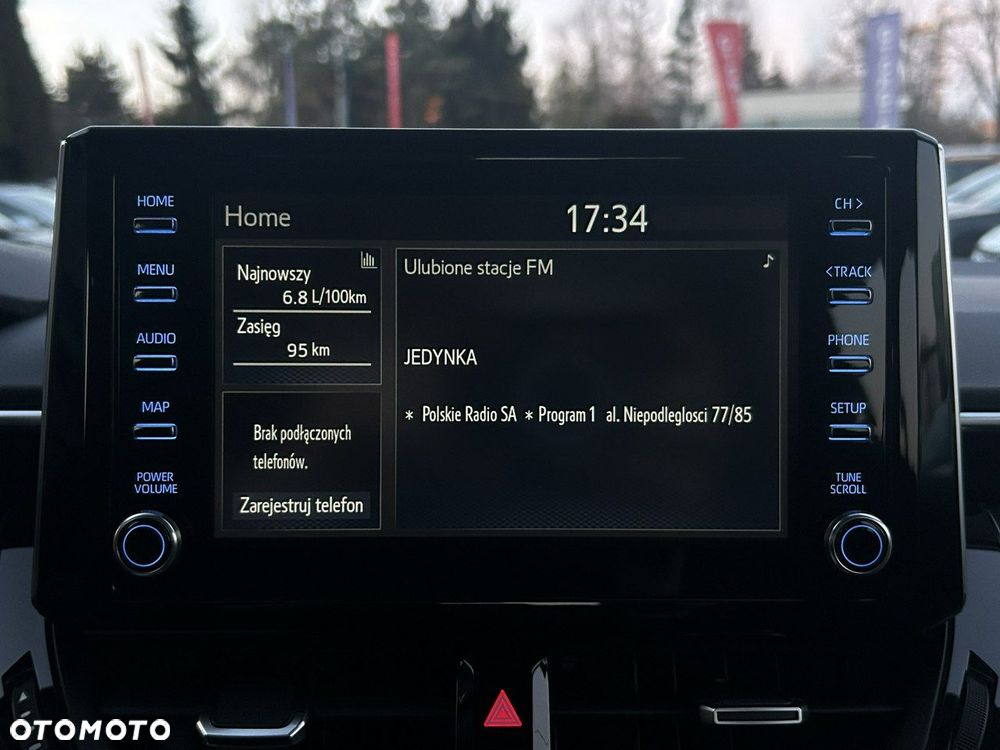 HOME
MENU
AUDIO
MAP
POWER
VOLUME
Home
17:34
Najnowszy
6.8 L/100km
Zasięg
95 km
Brak podłączonych
telefonów.
Zarejestruj telefon
Ulubione stacje FM
JEDYNKA
* Polskie Radio SA * Program 1 al. Niepodleglosci 77/85
CH >
<TRACK
PHONE
SETUP
TUNE
SCROLL
OTOMOTO